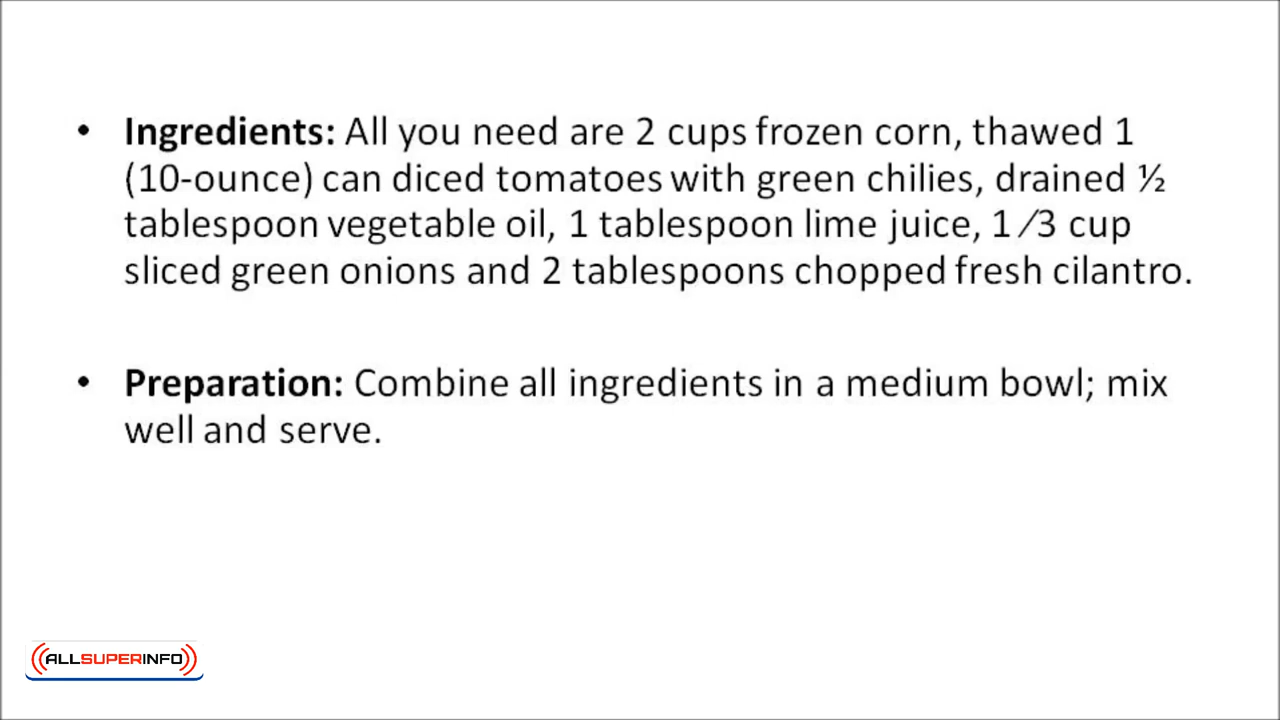 • Ingredients: All you need are 2 cups frozen corn, thawed 1
(10-ounce) can diced tomatoes with green chilies, drained ½
tablespoon vegetable oil, 1 tablespoon lime juice, 1 ⁄3 cup
sliced green onions and 2 tablespoons chopped fresh cilantro.
• Preparation: Combine all ingredients in a medium bowl; mix
well and serve.
ALLSUPERINFO